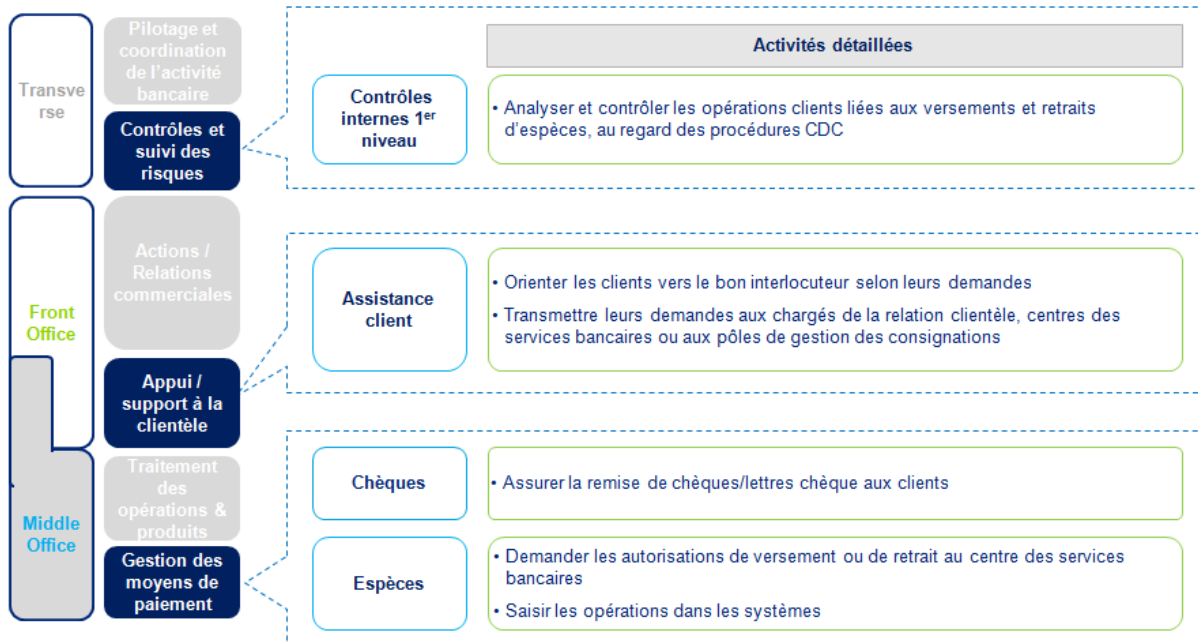 Transve
rse
Pilotage et
coordination
de l'activité
bancaire
Contrôles et
suivi des
risques
Activités détaillées
Contrôles
internes 1er
niveau
• Analyser et contrôler les opérations clients liées aux versements et retraits
d'espèces, au regard des procédures CDC
Front
Office
Actions /
Relations
commerciales
Appui /
support à la
clientèle
Assistance
client
• Orienter les clients vers le bon interlocuteur selon leurs demandes
• Transmettre leurs demandes aux chargés de la relation clientèle, centres des
services bancaires ou aux pôles de gestion des consignations
Middle
Office
Traitement
des
opérations &
produits
Gestion des
moyens de
paiement
Chèques
• Assurer la remise de chèques/lettres chèque aux clients
Espèces
• Demander les autorisations de versement ou de retrait au centre des services
bancaires
• Saisir les opérations dans les systèmes